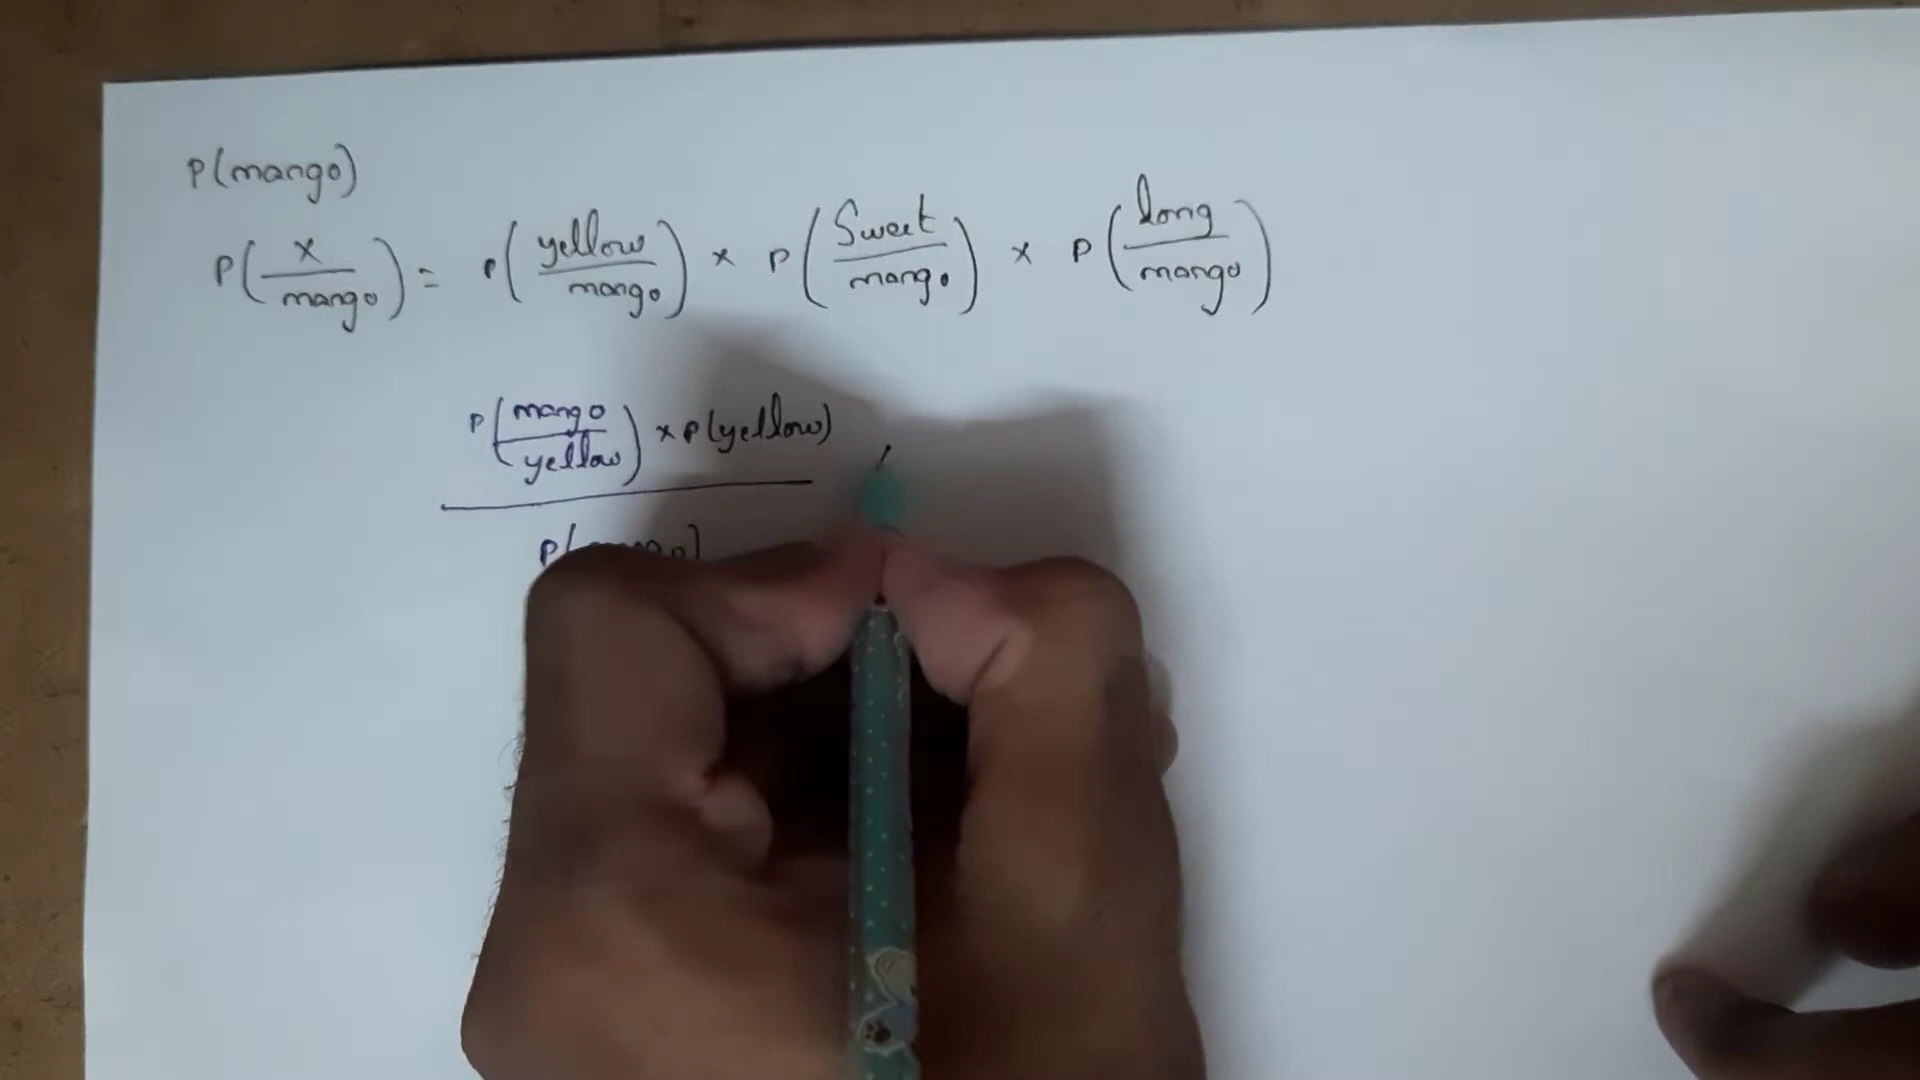 P(mango)
P(x/mango) = P(yellow/mango) x P(Sweet/mango) x P(long/mango)
P(mango/yellow) x P(yellow)